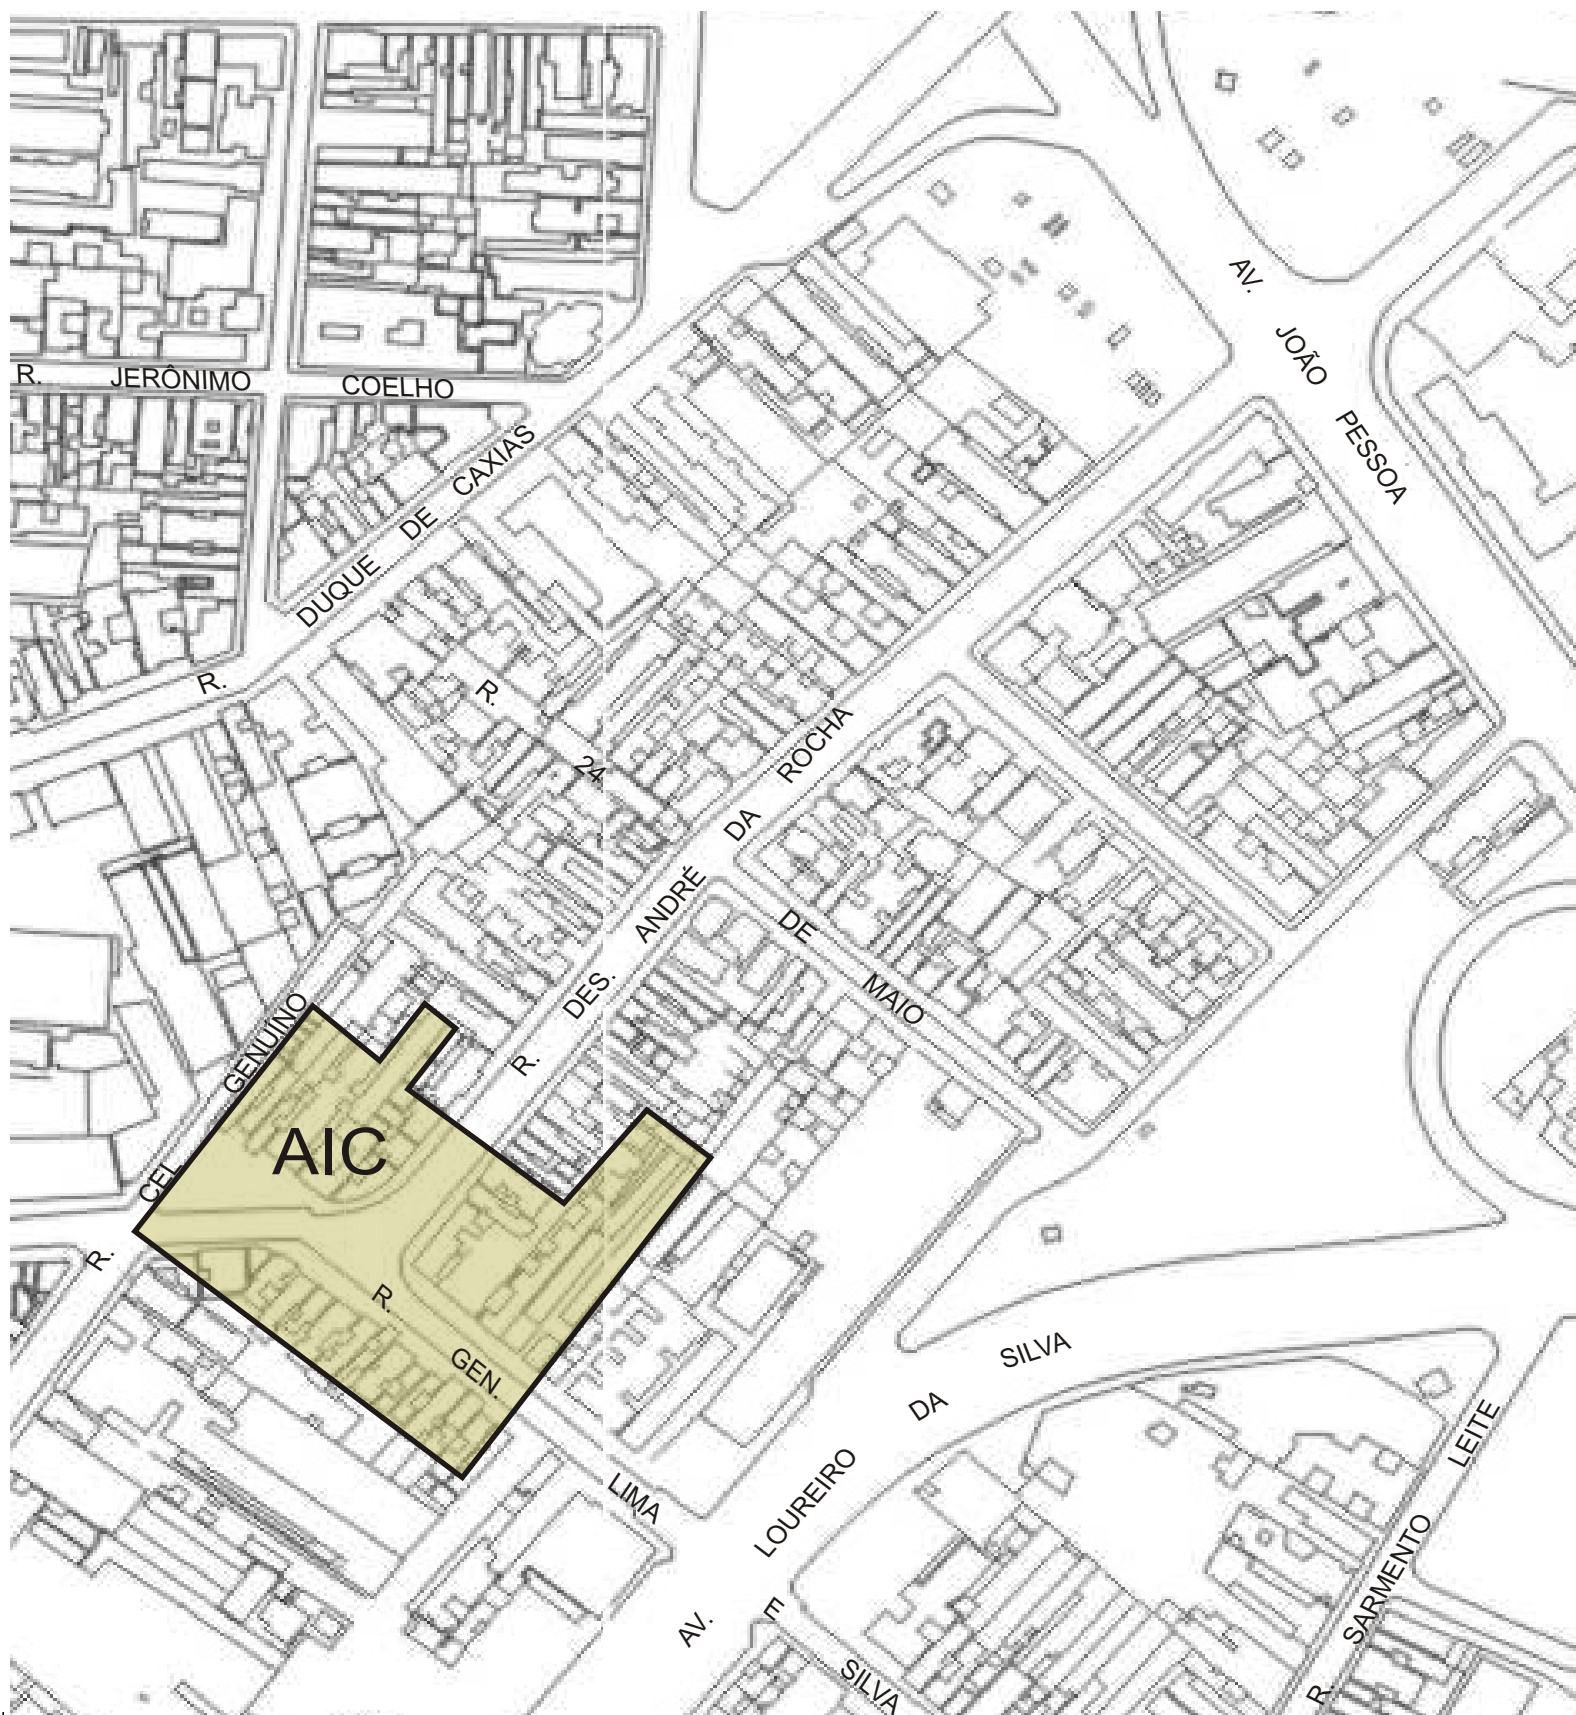 R. JERÔNIMO COELHO
R. DUQUE DE CAXIAS
AV. JOÃO PESSOA
R. 24 DE MAIO
R. DES. ANDRÉ DA ROCHA
R. CEL. GENUINO
AIC
R. GEN. LIMA E SILVA
AV. LOUREIRO DA SILVA
R. SARMENTO LEITE